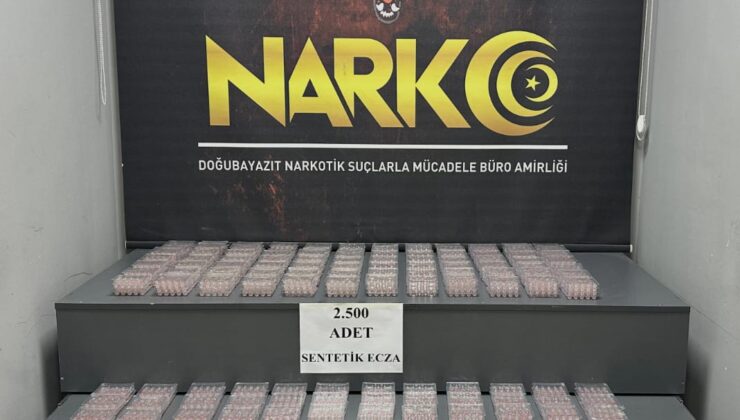 NARKO
DOĞUBAYAZIT NARKOTİK SUÇLARLA MÜCADELE BÜRO AMİRLİĞİ
2.500
ADET
SENTETİK ECZA